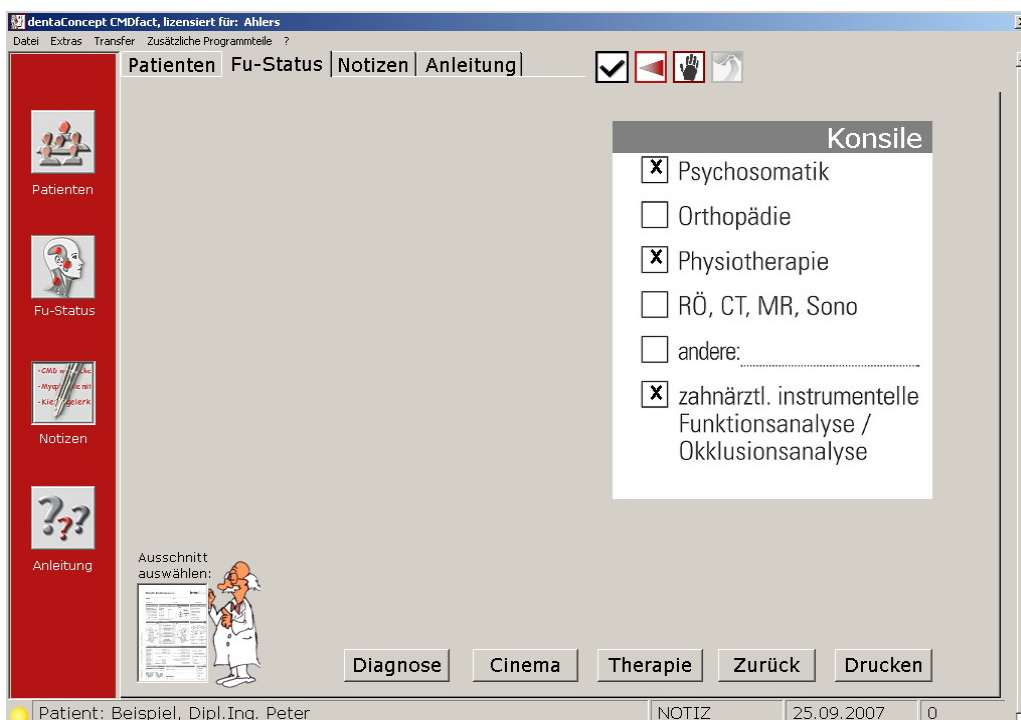 dentaConcept CMDfact, lizensiert für: Ahlers
Datei Extras Transfer Zusätzliche Programmteile ?
Patienten Fu-Status Notizen Anleitung
Konsile
X Psychosomatik
Orthopädie
X Physiotherapie
RÖ, CT, MR, Sono
andere:
X zahnärztl. instrumentelle
Funktionsanalyse /
Okklusionsanalyse
Patienten
Fu-Status
-CMD
Notizen
???
Anleitung
Ausschnitt
auswählen:
Diagnose Cinema Therapie Zurück Drucken
Patient: Beispiel, Dipl.Ing. Peter NOTIZ 25.09.2007 0